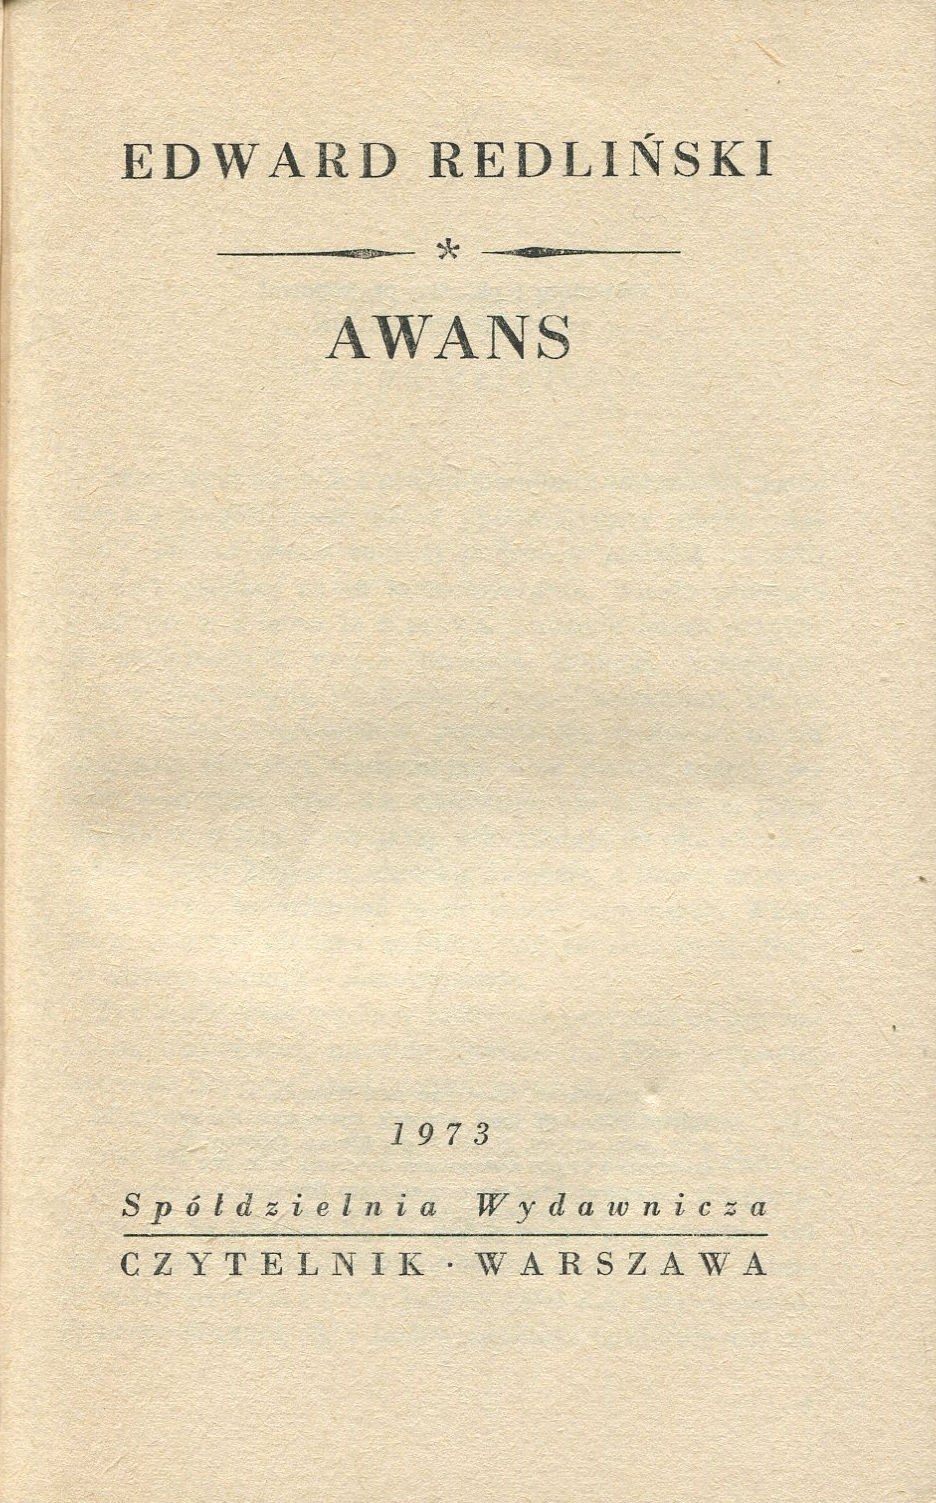 EDWARD REDLIŃSKI
*
AWANS
1973
Spółdzielnia Wydawnicza
CZYTELNIK · WARSZAWA